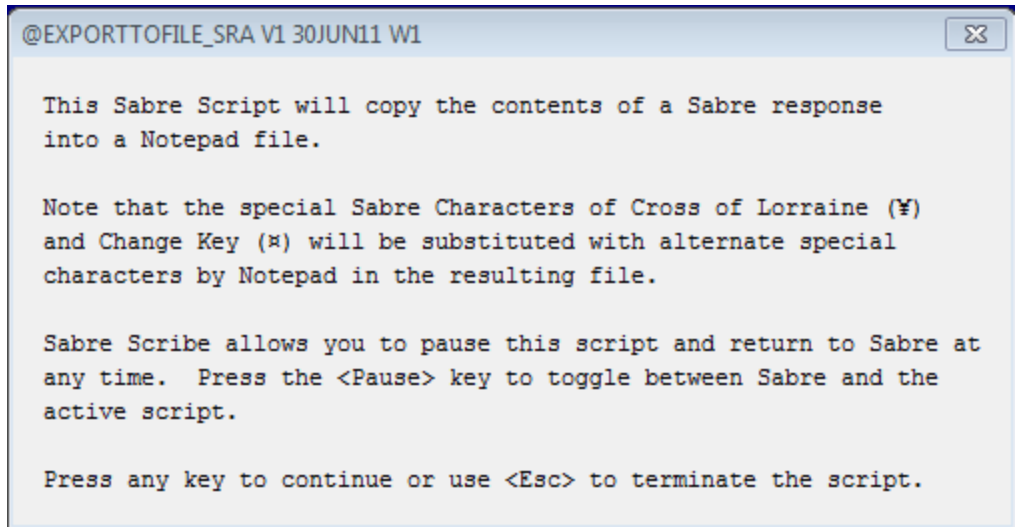 @EXPORTTOFILE_SRA V1 30JUN11 W1
This Sabre Script will copy the contents of a Sabre response
into a Notepad file.
Note that the special Sabre Characters of Cross of Lorraine (¥)
and Change Key (¤) will be substituted with alternate special
characters by Notepad in the resulting file.
Sabre Scribe allows you to pause this script and return to Sabre at
any time.  Press the <Pause> key to toggle between Sabre and the
active script.
Press any key to continue or use <Esc> to terminate the script.